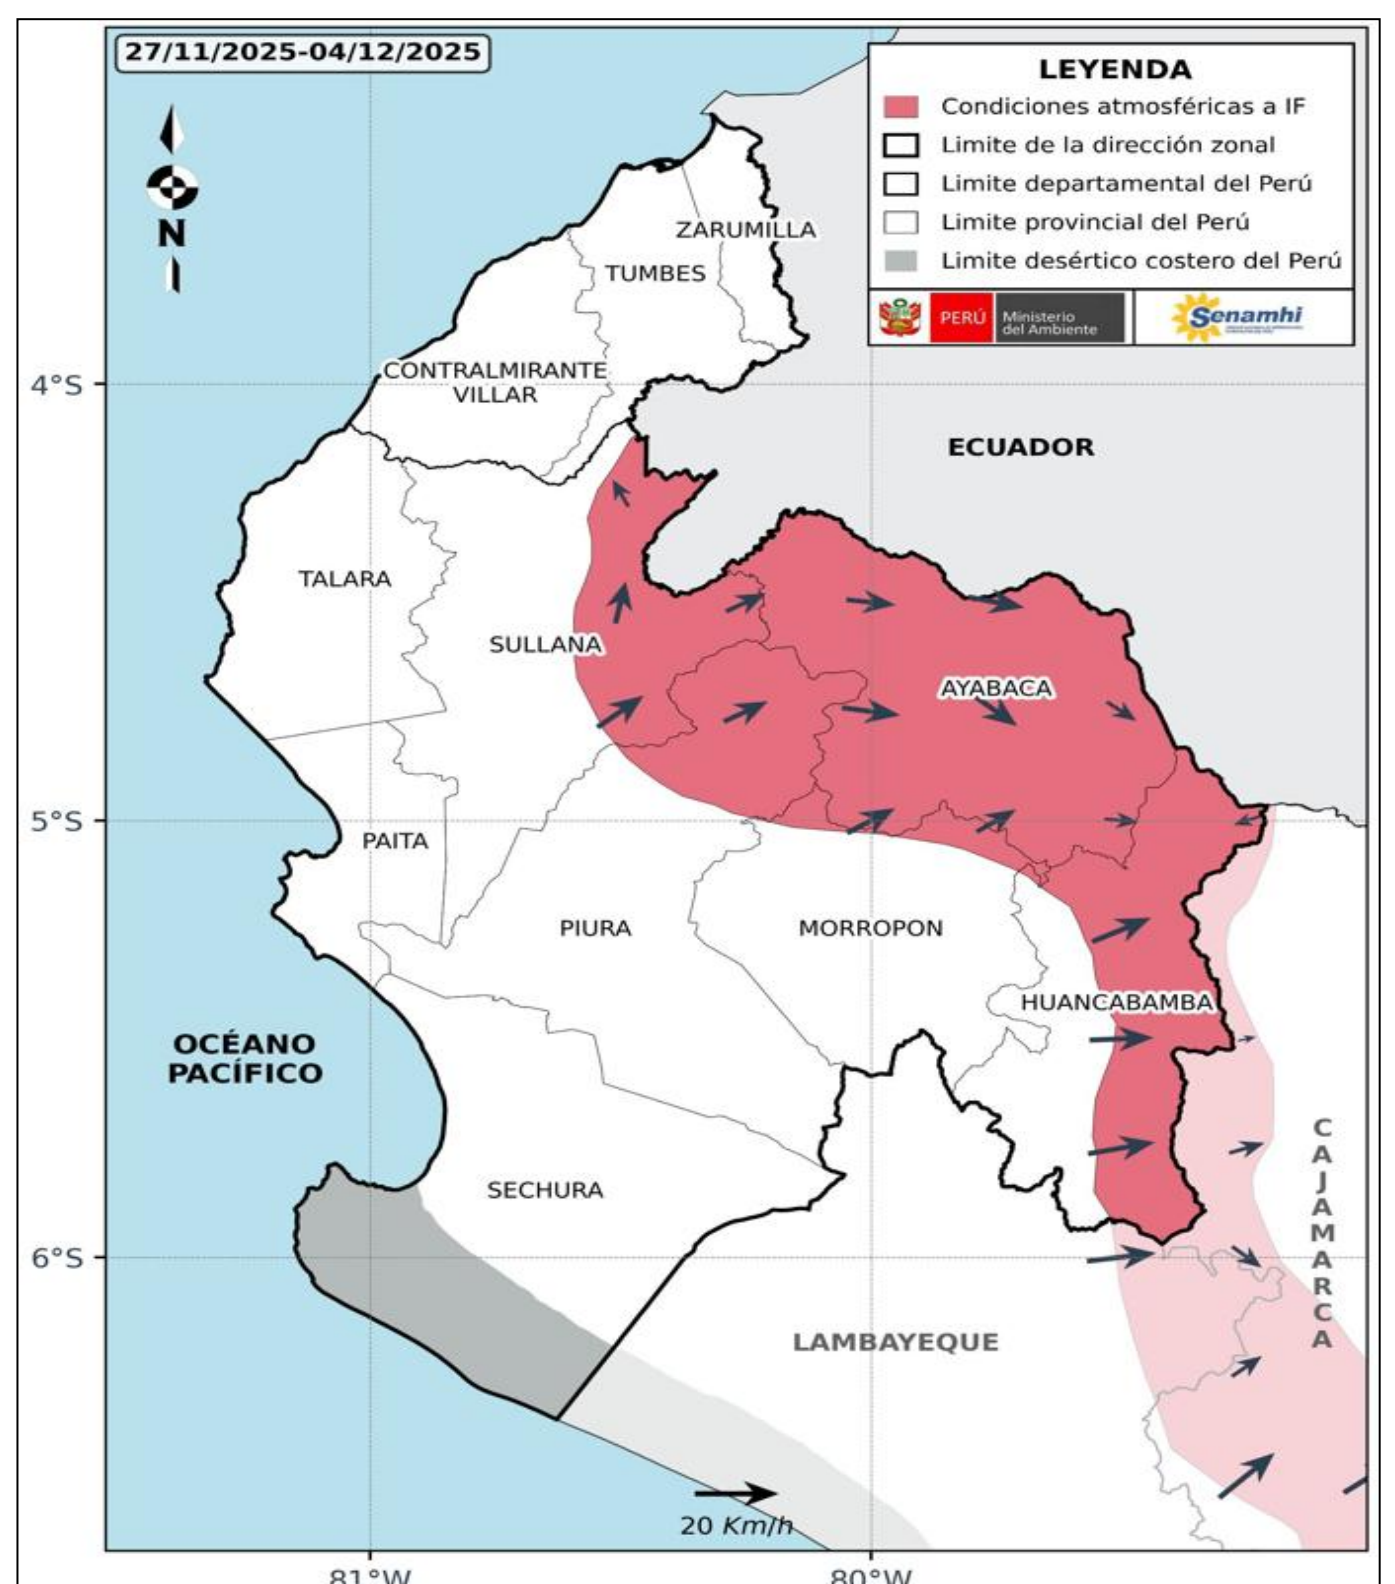 27/11/2025-04/12/2025
LEYENDA
Condiciones atmosféricas a IF
Limite de la dirección zonal
Limite departamental del Perú
Limite provincial del Perú
Limite desértico costero del Perú
PERÚ
Ministerio
del Ambiente
Senamhi
N
ZARUMILLA
TUMBES
CONTRALMIRANTE
VILLAR
4°S
ECUADOR
TALARA
SULLANA
AYABACA
5°S
PAITA
PIURA
MORROPON
HUANCABAMBA
OCÉANO
PACÍFICO
CAJAMARCA
SECHURA
6°S
LAMBAYEQUE
20 Km/h
81°W
80°W